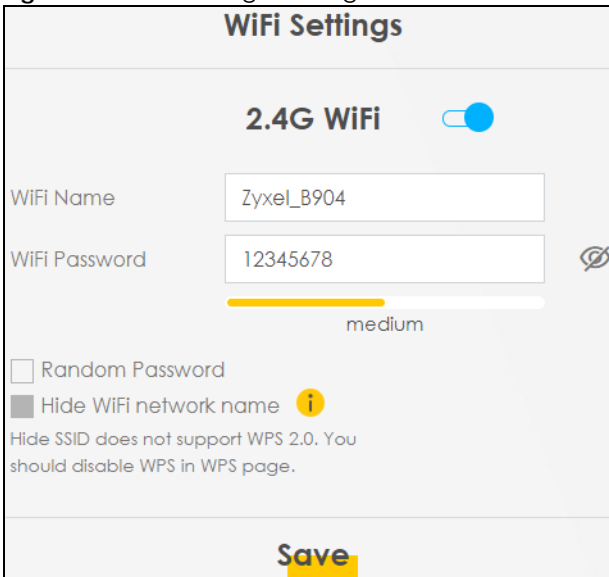 WiFi Settings
2.4G WiFi
WiFi Name
Zyxel_B904
WiFi Password
12345678
medium
Random Password
Hide WiFi network name i
Hide SSID does not support WPS 2.0. You
should disable WPS in WPS page.
Save